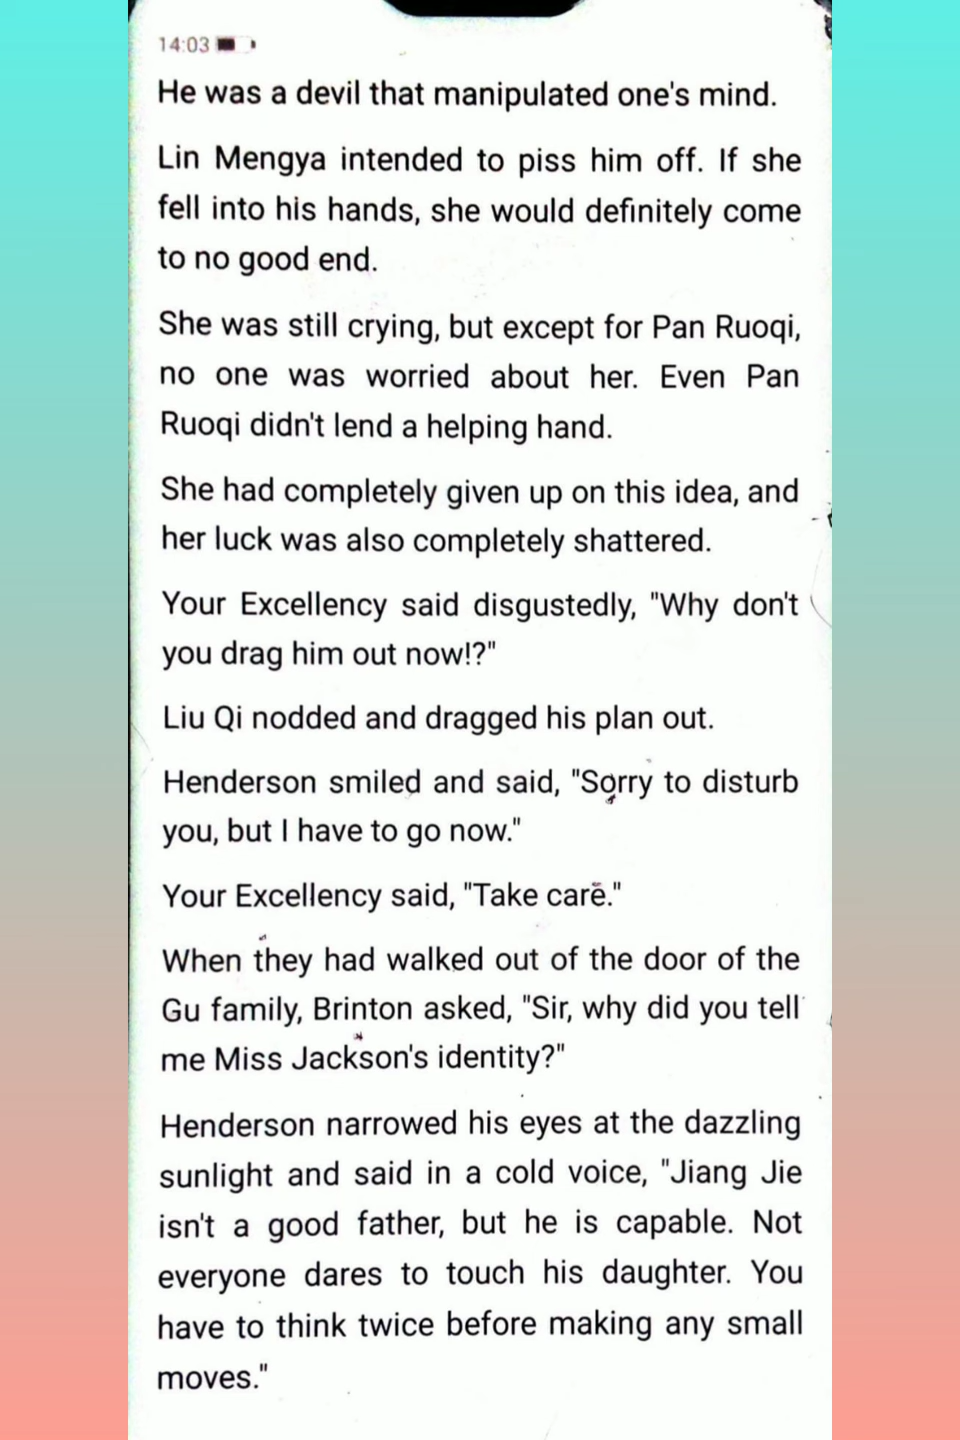 14:03
He was a devil that manipulated one's mind.
Lin Mengya intended to piss him off. If she
fell into his hands, she would definitely come
to no good end.
She was still crying, but except for Pan Ruoqi,
no one was worried about her. Even Pan
Ruoqi didn't lend a helping hand.
She had completely given up on this idea, and
her luck was also completely shattered.
Your Excellency said disgustedly, "Why don't
you drag him out now!?"
Liu Qi nodded and dragged his plan out.
Henderson smiled and said, "Sorry to disturb
you, but I have to go now."
Your Excellency said, "Take care."
When they had walked out of the door of the
Gu family, Brinton asked, "Sir, why did you tell
me Miss Jackson's identity?"
Henderson narrowed his eyes at the dazzling
sunlight and said in a cold voice, "Jiang Jie
isn't a good father, but he is capable. Not
everyone dares to touch his daughter. You
have to think twice before making any small
moves."